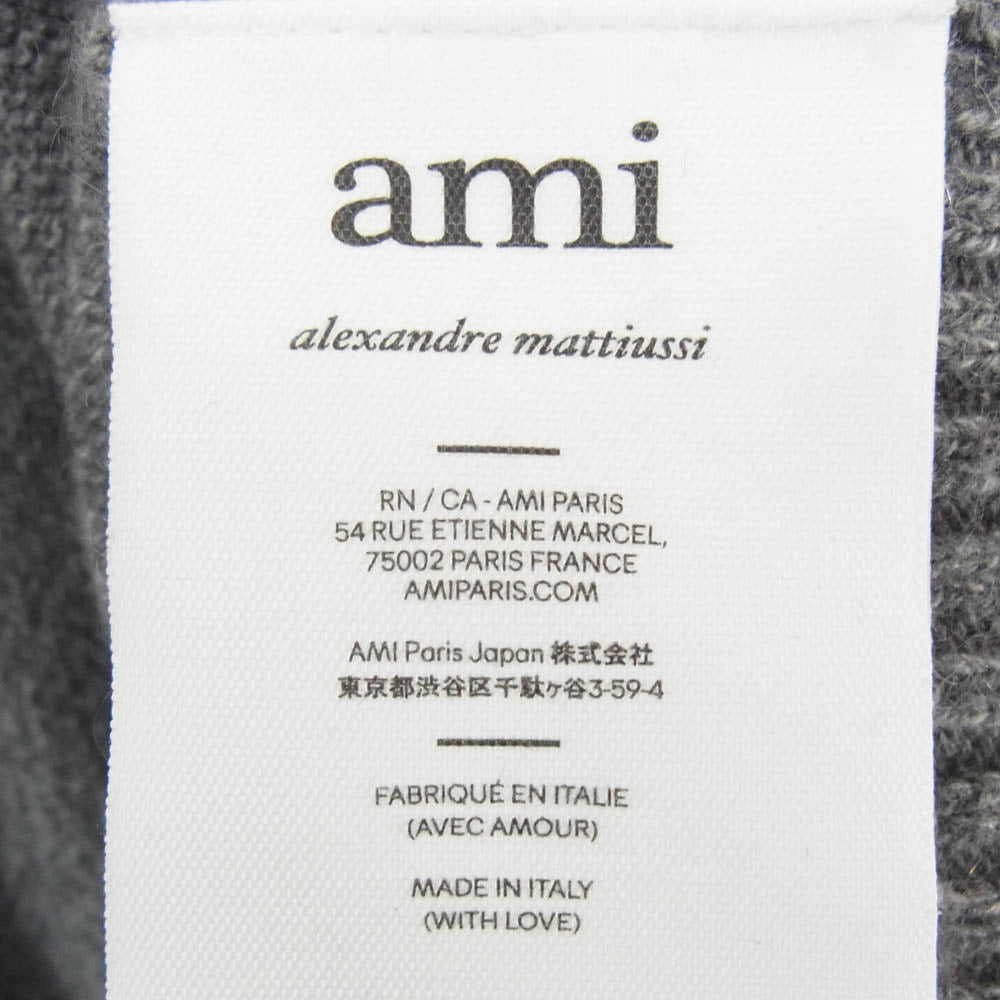 ami
alexandre mattiussi
RN / CA - AMI PARIS
54 RUE ETIENNE MARCEL,
75002 PARIS FRANCE
AMIPARIS.COM
AMI Paris Japan 株式会社
東京都渋谷区千駄ヶ谷3-59-4
FABRIQUÉ EN ITALIE
(AVEC AMOUR)
MADE IN ITALY
(WITH LOVE)